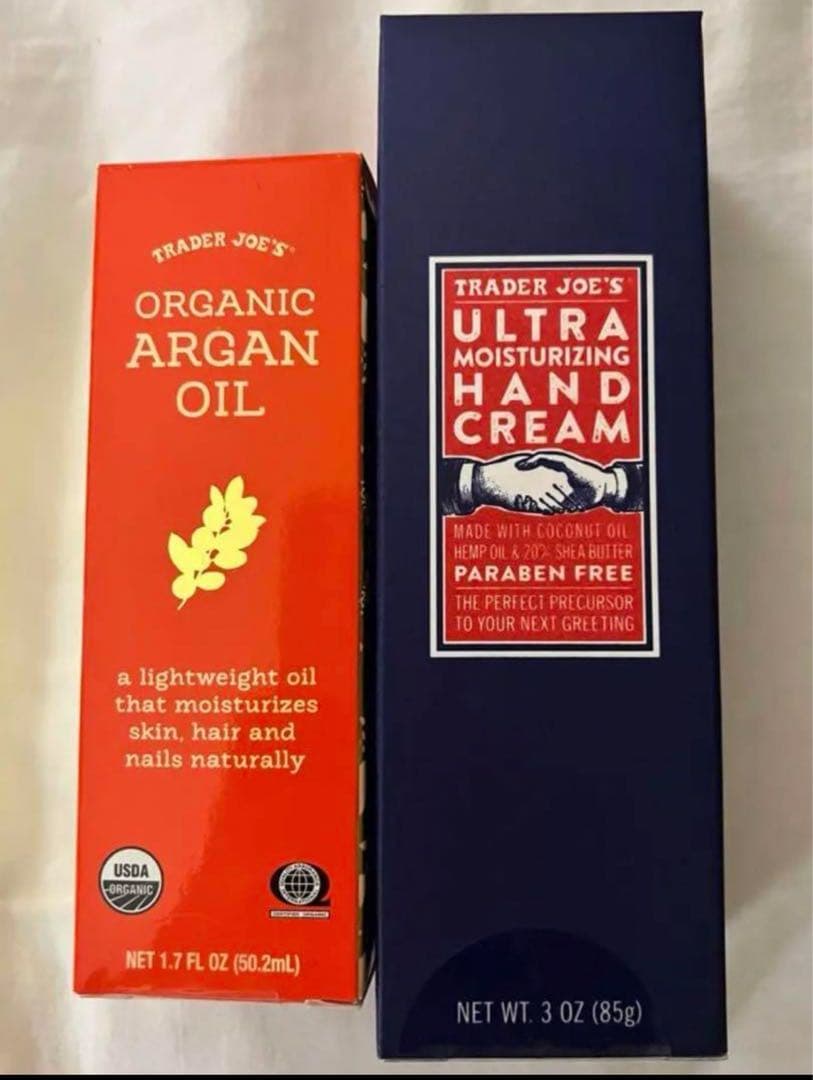 TRADER JOE'S
ORGANIC
ARGAN
OIL
a lightweight oil
that moisturizes
skin, hair and
nails naturally
USDA
ORGANIC
CERTIFIED ORGANIC
NET 1.7 FL OZ (50.2mL)
TRADER JOE'S
ULTRA
MOISTURIZING
HAND
CREAM
MADE WITH COCONUT OIL
HEMP OIL & 20% SHEA BUTTER
PARABEN FREE
THE PERFECT PRECURSOR
TO YOUR NEXT GREETING
NET WT. 3 OZ (85g)